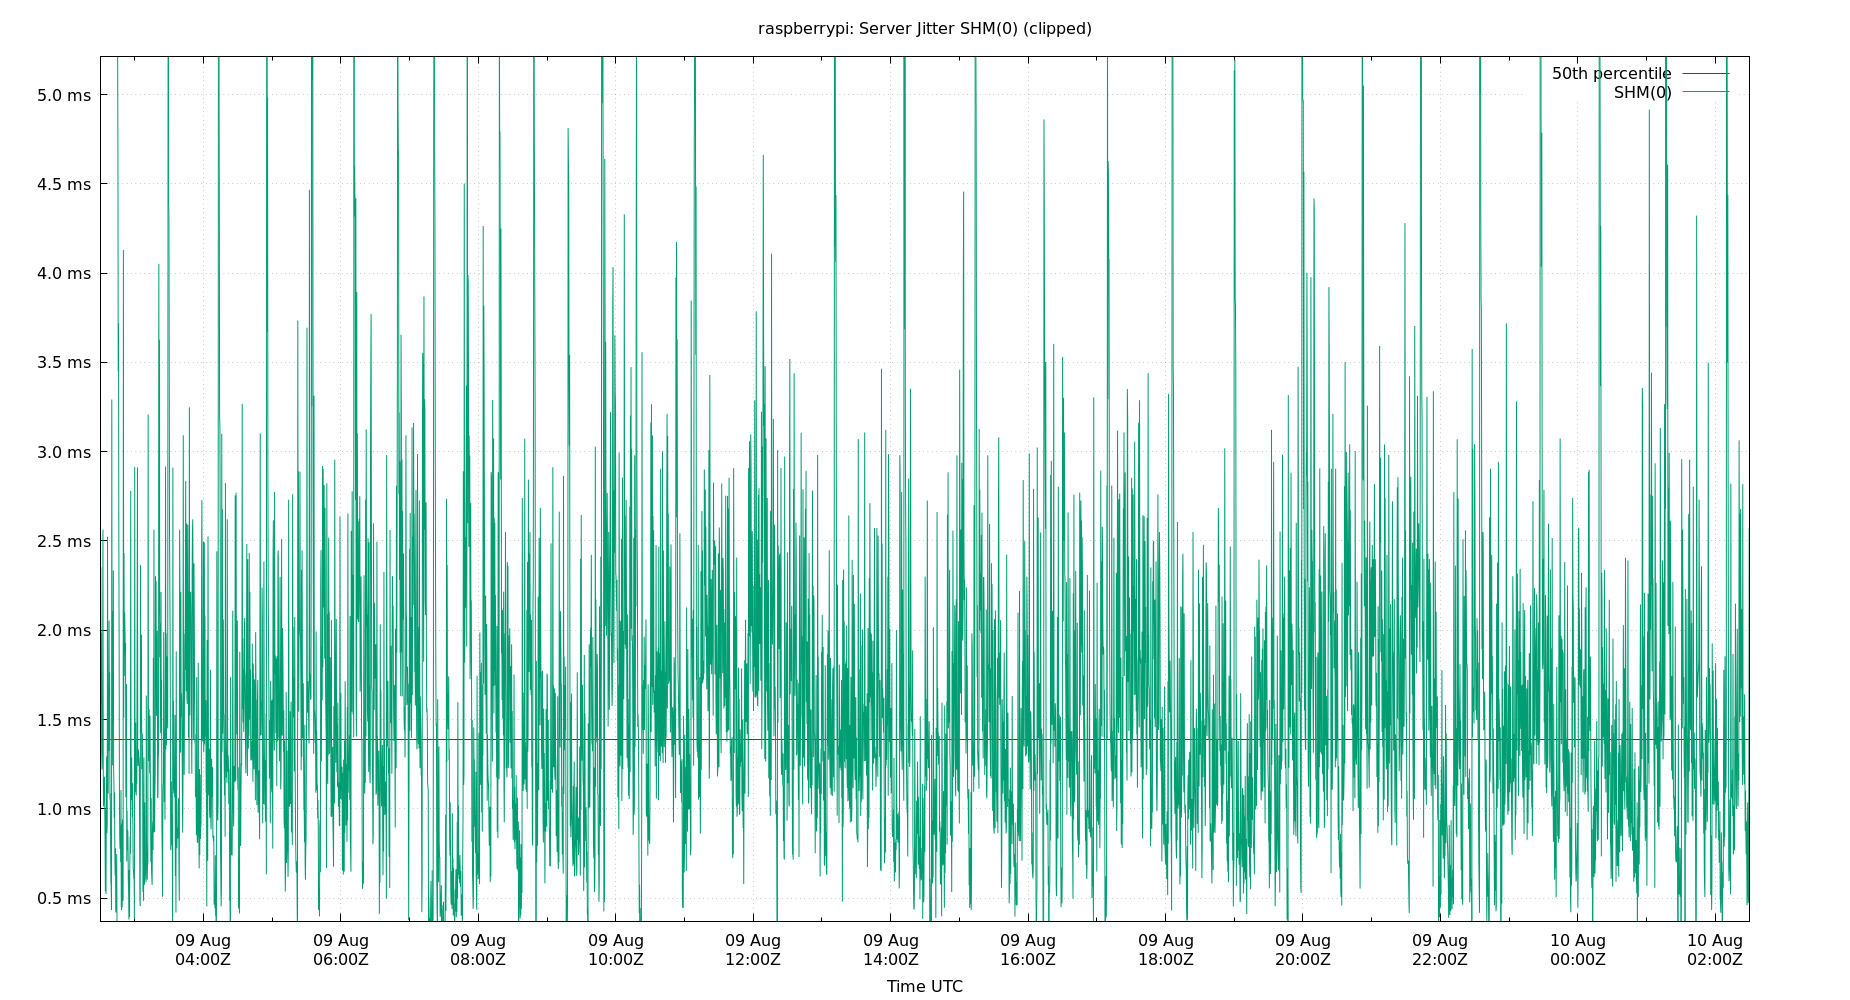 raspberrypi: Server Jitter SHM(0) (clipped)
50th percentile
SHM(0)
5.0 ms
4.5 ms
4.0 ms
3.5 ms
3.0 ms
2.5 ms
2.0 ms
1.5 ms
1.0 ms
0.5 ms
09 Aug 09 Aug 09 Aug 09 Aug 09 Aug 09 Aug 09 Aug 09 Aug 09 Aug 09 Aug 10 Aug 10 Aug
04:00Z 06:00Z 08:00Z 10:00Z 12:00Z 14:00Z 16:00Z 18:00Z 20:00Z 22:00Z 00:00Z 02:00Z
Time UTC